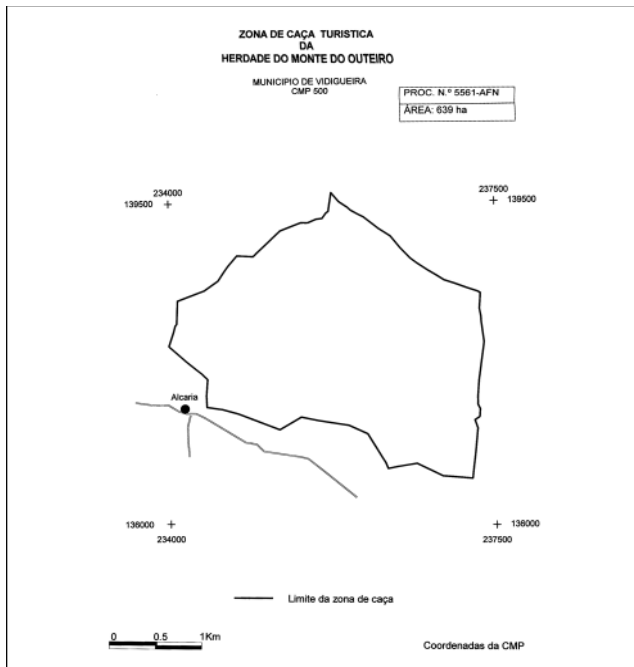 ZONA DE CAÇA TURISTICA
DA
HERDADE DO MONTE DO OUTEIRO
MUNICIPIO DE VIDIGUEIRA
CMP 500
PROC. N.º 5561-AFN
ÁREA: 639 ha
234000
139500
237500
139500
Alcaria
136000
234000
136000
237500
Limite da zona de caça
0 0.5 1Km
Coordenadas da CMP